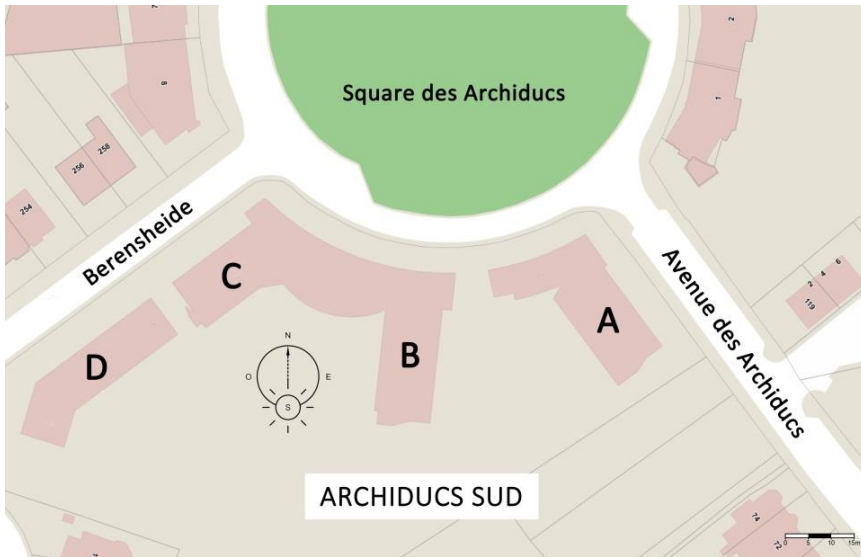 7
8
2
1
Square des Archiducs
258
256
254
Berensheide
Avenue des Archiducs
6
4
2
119
C
A
B
D
N
O
E
S
ARCHIDUCS SUD
74
72
0 5 10 15m